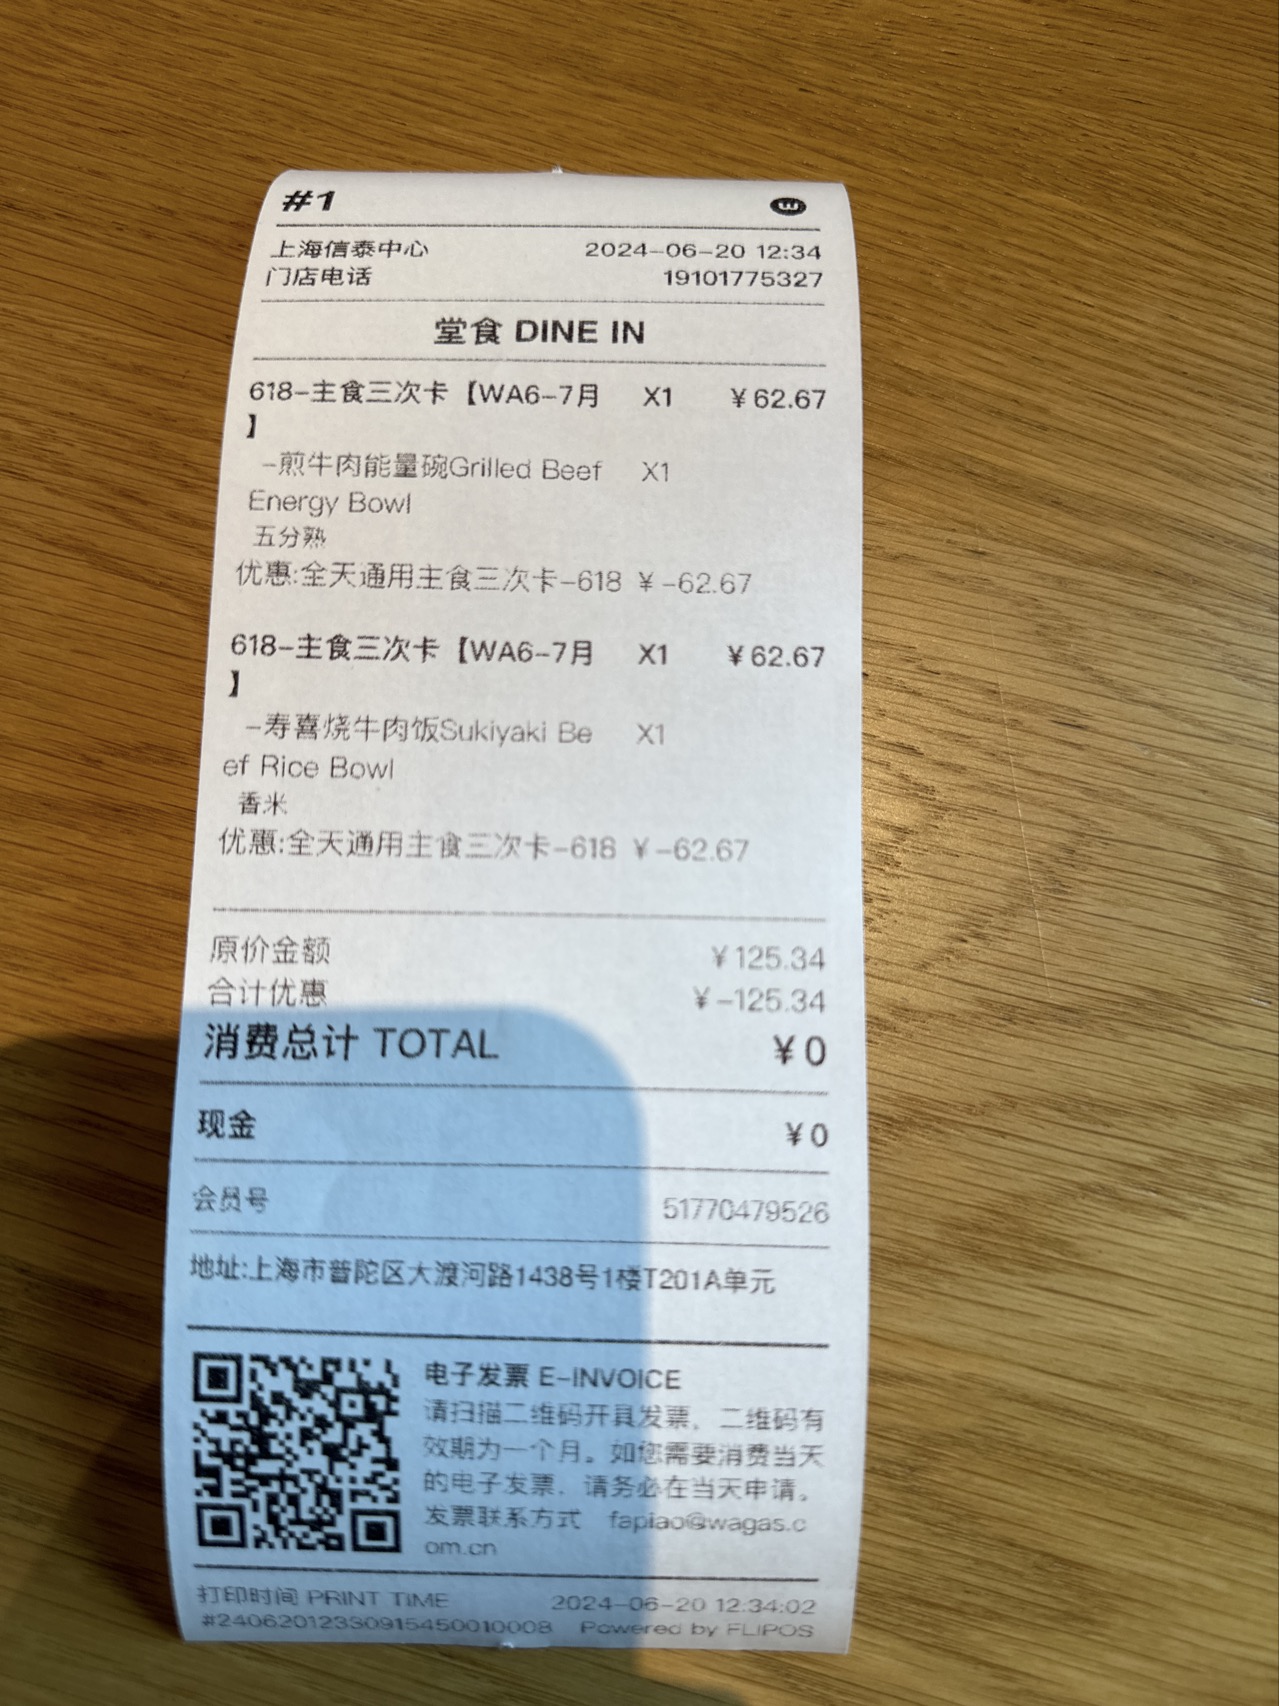 #1 W
上海信泰中心 2024-06-20 12:34
门店电话 19101775327
堂食 DINE IN
618-主食三次卡【WA6-7月 X1 ¥62.67
】
-煎牛肉能量碗Grilled Beef X1
Energy Bowl
五分熟
优惠:全天通用主食三次卡-618 ¥-62.67
618-主食三次卡【WA6-7月 X1 ¥62.67
】
-寿喜烧牛肉饭Sukiyaki Be X1
ef Rice Bowl
香米
优惠:全天通用主食三次卡-618 ¥-62.67
原价金额 ¥125.34
合计优惠 ¥-125.34
消费总计 TOTAL ¥0
现金 ¥0
会员号 51770479526
地址:上海市普陀区大渡河路1438号1楼T201A单元
电子发票 E-INVOICE
请扫描二维码开具发票，二维码有
效期为一个月。如您需要消费当天
的电子发票，请务必在当天申请。
发票联系方式 fapiao@wagas.c
om.cn
打印时间 PRINT TIME 2024-06-20 12:34:02
#24062012330915450010008 Powered by FLIPOS